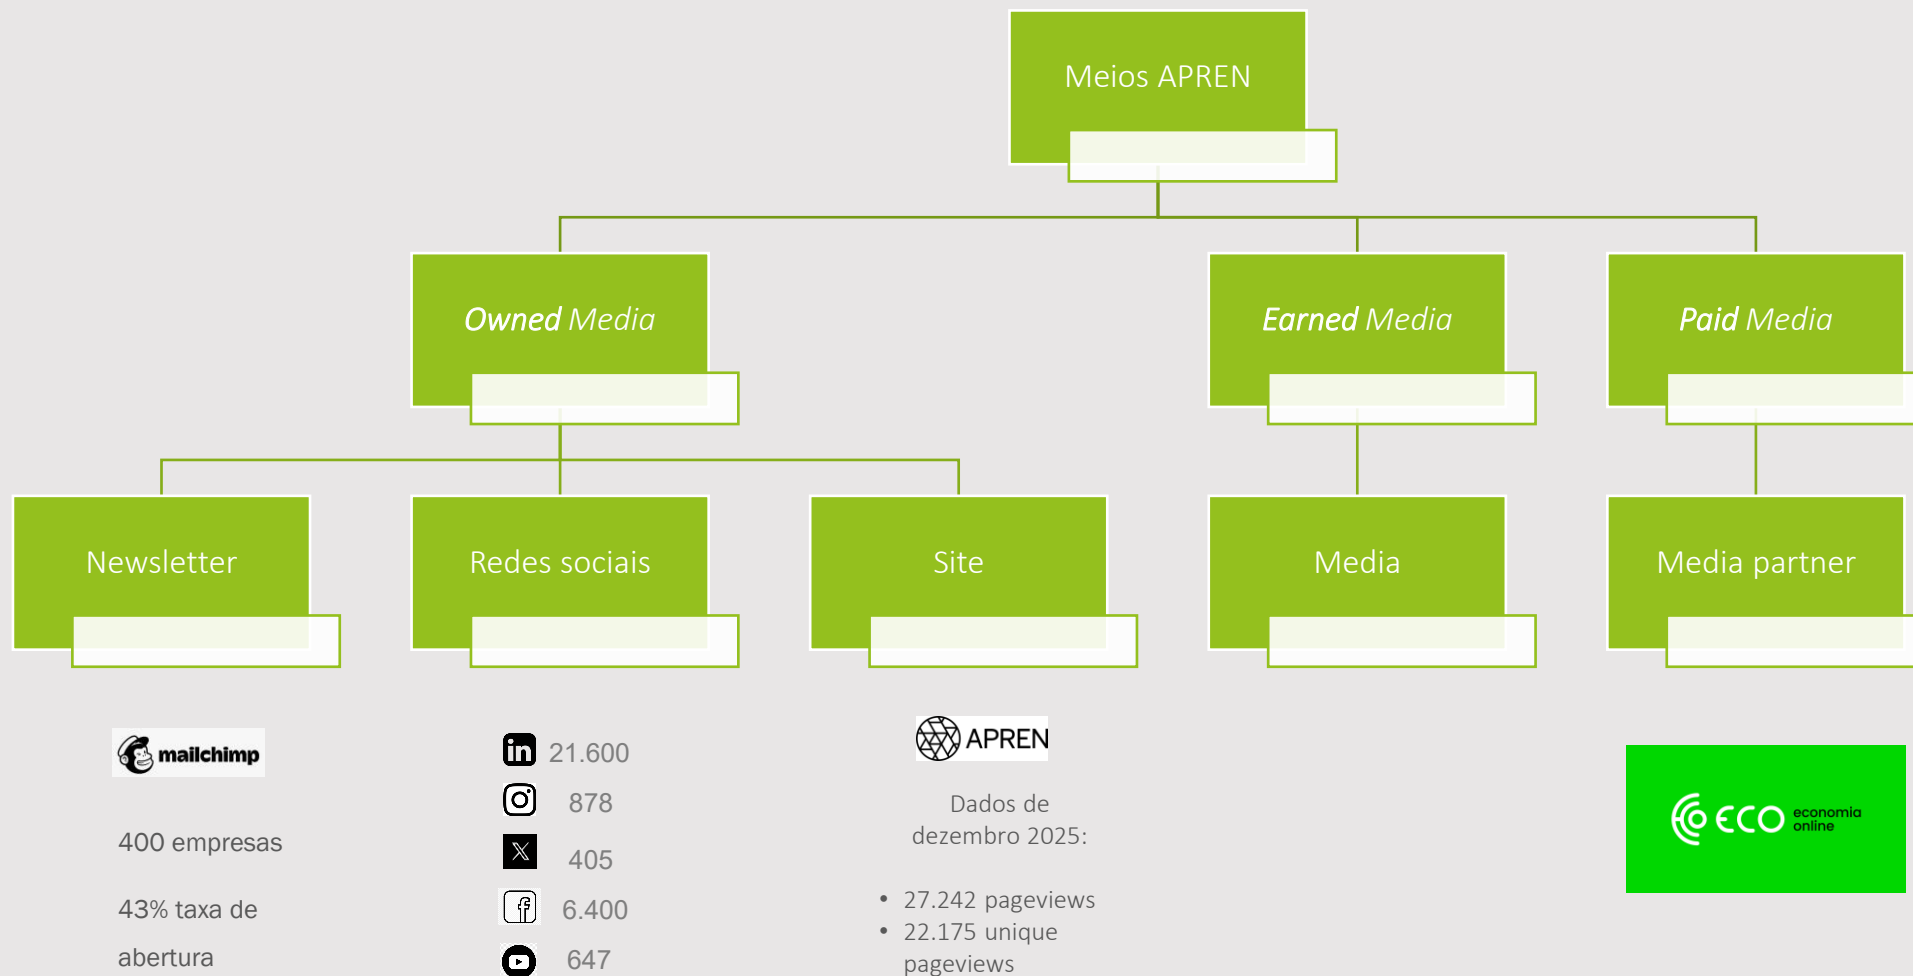 Meios APREN
Owned Media
Earned Media
Paid Media
Newsletter
Redes sociais
Site
Media
Media partner
mailchimp
400 empresas
43% taxa de
abertura
in 21.600
878
X 405
f 6.400
647
APREN
Dados de
dezembro 2025:
• 27.242 pageviews
• 22.175 unique
pageviews
ECO economia
online